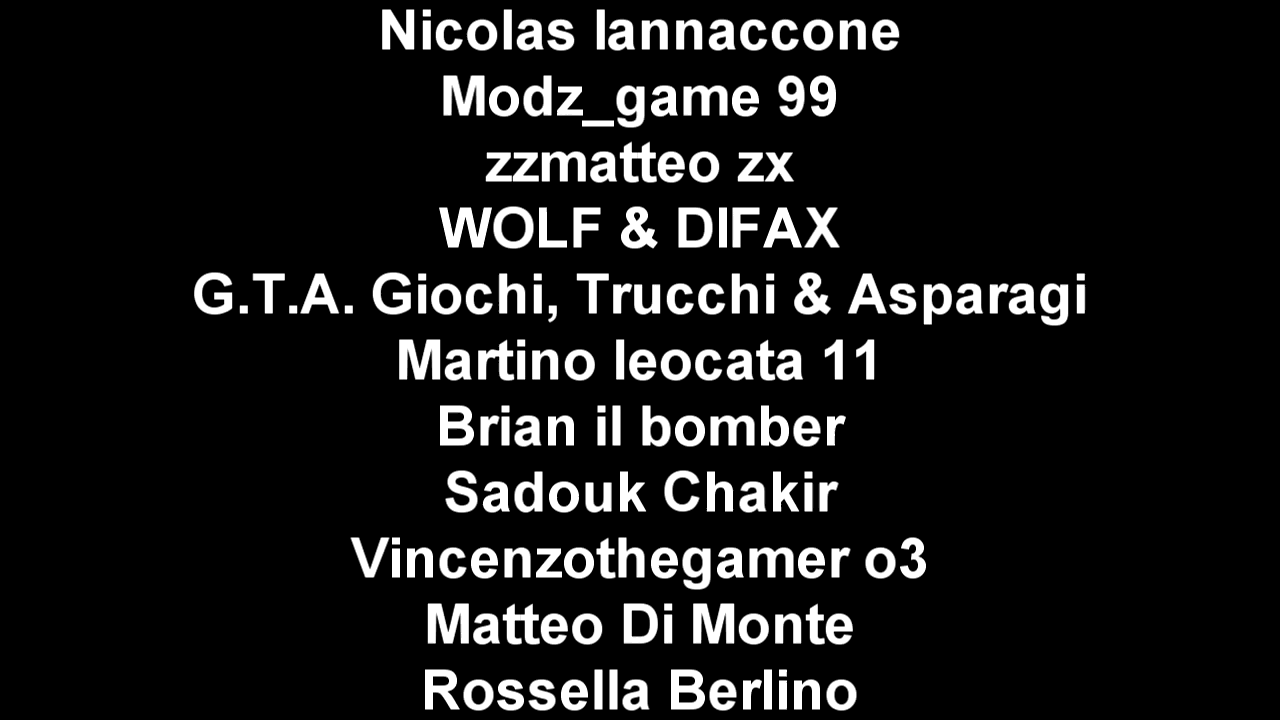 Nicolas Iannaccone
Modz_game 99
zzmatteo zx
WOLF & DIFAX
G.T.A. Giochi, Trucchi & Asparagi
Martino leocata 11
Brian il bomber
Sadouk Chakir
Vincenzothegamer o3
Matteo Di Monte
Rossella Berlino